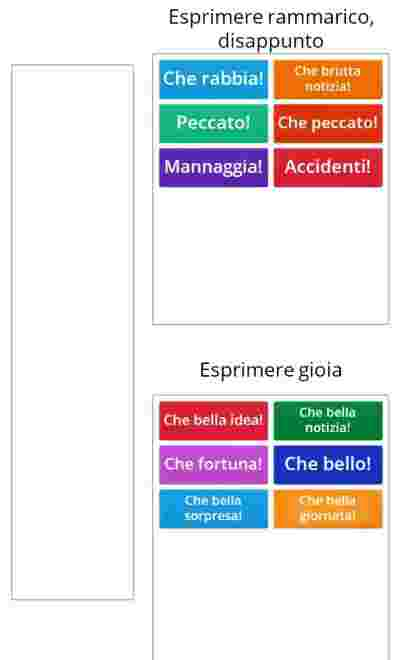 Esprimere rammarico,
disappunto
Che rabbia!
Che brutta
notizia!
Peccato!
Che peccato!
Mannaggia!
Accidenti!
Esprimere gioia
Che bella idea!
Che bella
notizia!
Che fortuna!
Che bello!
Che bella
sorpresa!
Che bella
giornata!